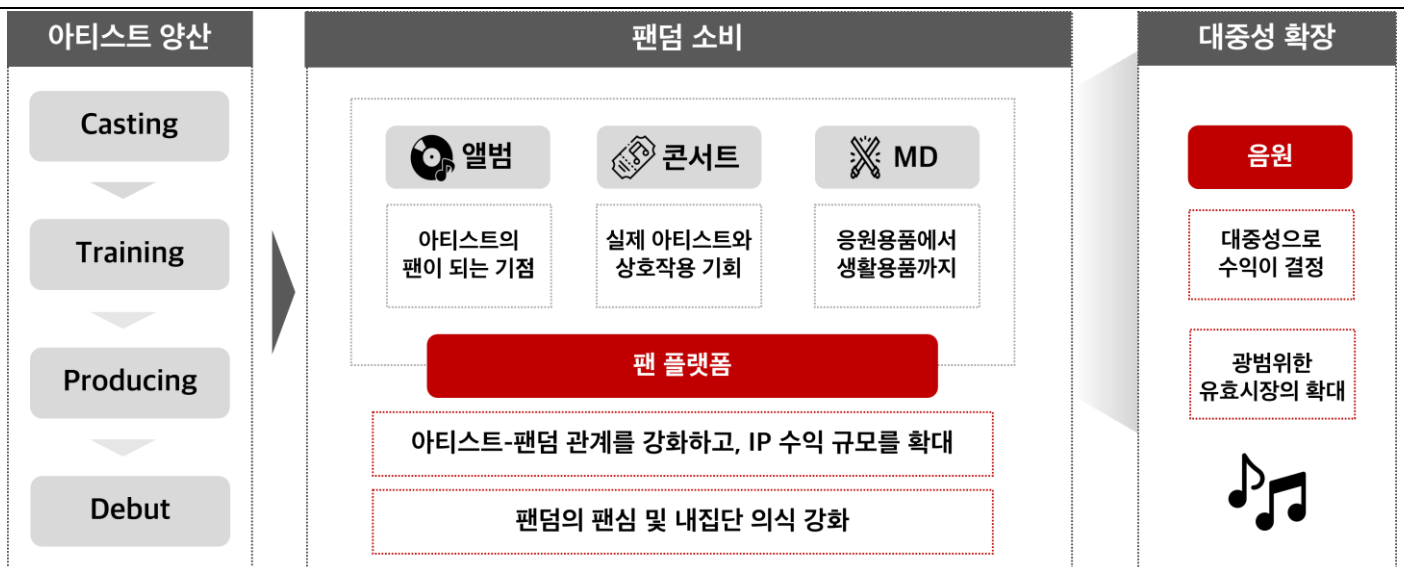 아티스트 양산
Casting
Training
Producing
Debut
팬덤 소비
앨범
아티스트의
팬이 되는 기점
콘서트
실제 아티스트와
상호작용 기회
MD
응원용품에서
생활용품까지
팬 플랫폼
아티스트-팬덤 관계를 강화하고, IP 수익 규모를 확대
팬덤의 팬심 및 내집단 의식 강화
대중성 확장
음원
대중성으로
수익이 결정
광범위한
유효시장의 확대